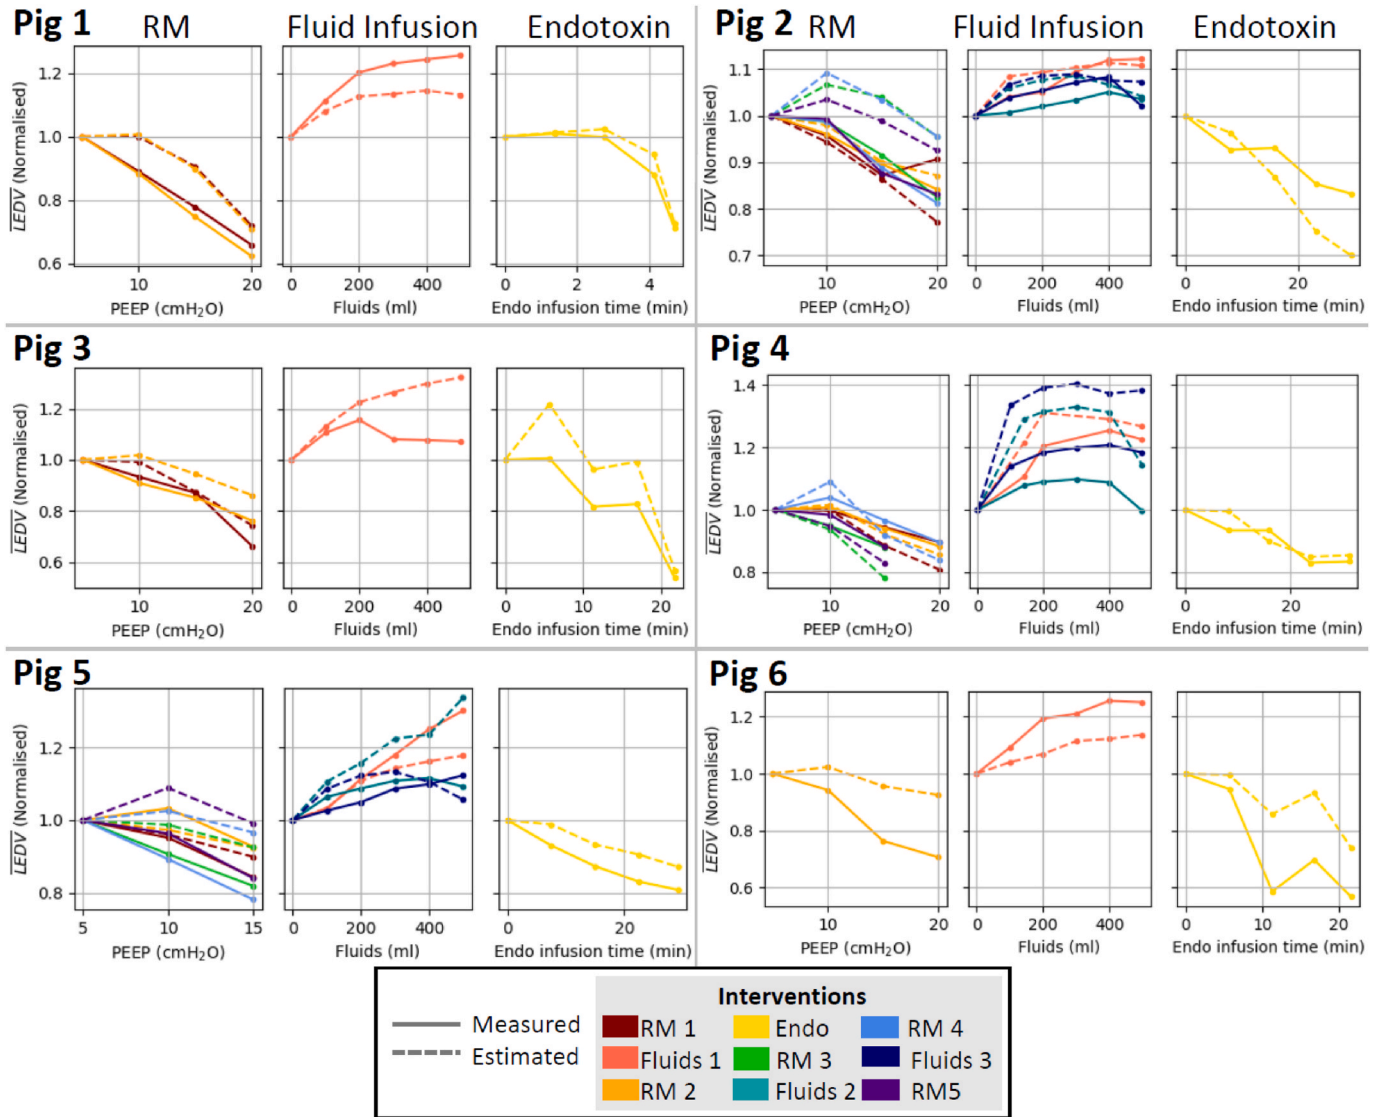 Pig 1 RM Fluid Infusion Endotoxin
1.2
1.0
0.8
0.6
LEDV (Normalised)
10 20
PEEP (cmH₂O)
0 200 400
Fluids (ml)
0 2 4
Endo infusion time (min)
Pig 2 RM Fluid Infusion Endotoxin
1.1
1.0
0.9
0.8
0.7
LEDV (Normalised)
10 20
PEEP (cmH₂O)
0 200 400
Fluids (ml)
20
Endo infusion time (min)
Pig 3
1.2
1.0
0.8
0.6
LEDV (Normalised)
10 20
PEEP (cmH₂O)
0 200 400
Fluids (ml)
0 20
Endo infusion time (min)
Pig 4
1.4
1.2
1.0
0.8
LEDV (Normalised)
10 20
PEEP (cmH₂O)
0 200 400
Fluids (ml)
0 20
Endo infusion time (min)
Pig 5
1.2
1.0
0.8
LEDV (Normalised)
5 10 15
PEEP (cmH₂O)
0 200 400
Fluids (ml)
0 20
Endo infusion time (min)
Pig 6
1.2
1.0
0.8
0.6
LEDV (Normalised)
10 20
PEEP (cmH₂O)
0 200 400
Fluids (ml)
0 10 20
Endo infusion time (min)
Measured
Estimated
Interventions
RM 1 Endo RM 4
Fluids 1 RM 3 Fluids 3
RM 2 Fluids 2 RM5